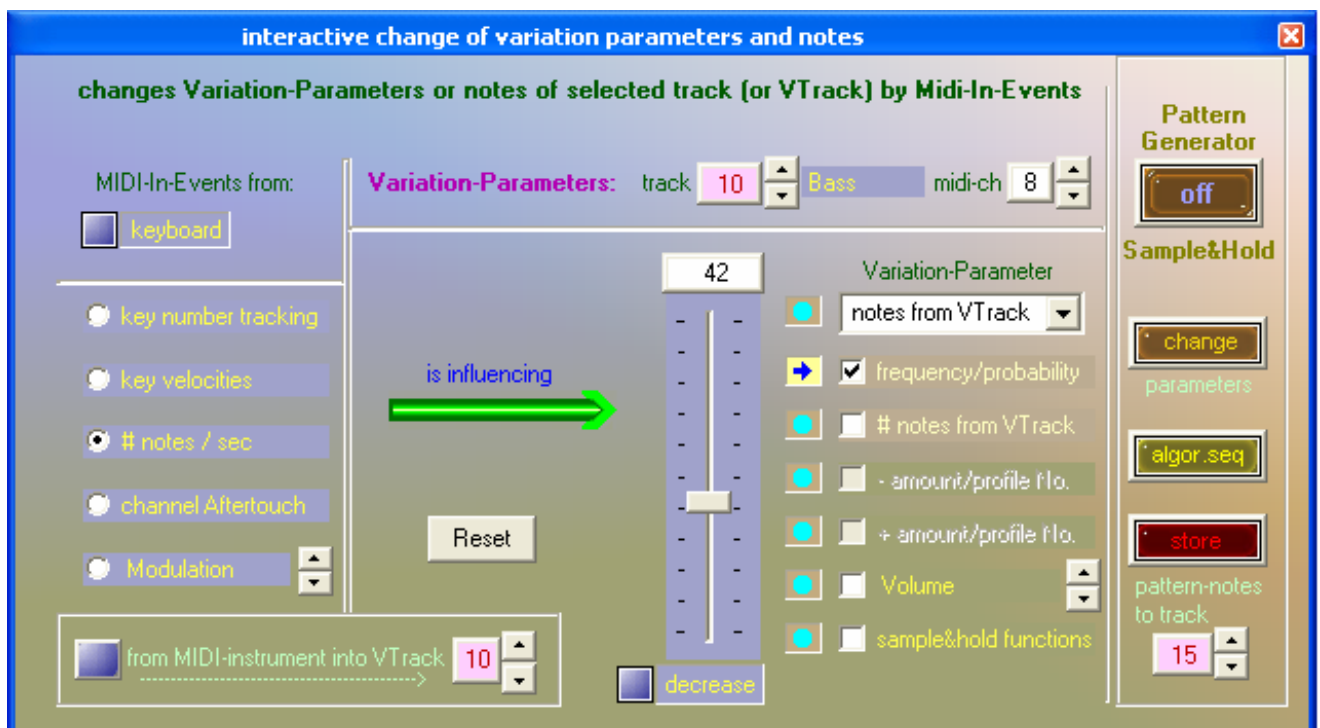 interactive change of variation parameters and notes
changes Variation-Parameters or notes of selected track (or VTrack) by Midi-In-Events
MIDI-In-Events from:
keyboard
Variation-Parameters: track 10 Bass midi-ch 8
key number tracking
key velocities
# notes / sec
channel Aftertouch
Modulation
is influencing
Reset
42
decrease
Variation-Parameter
notes from VTrack
frequency/probability
# notes from VTrack
- amount/profile No.
+ amount/profile No.
Volume
sample&hold functions
from MIDI-instrument into VTrack 10
Pattern
Generator
off
Sample&Hold
change
parameters
algor.seq
store
pattern-notes
to track
15